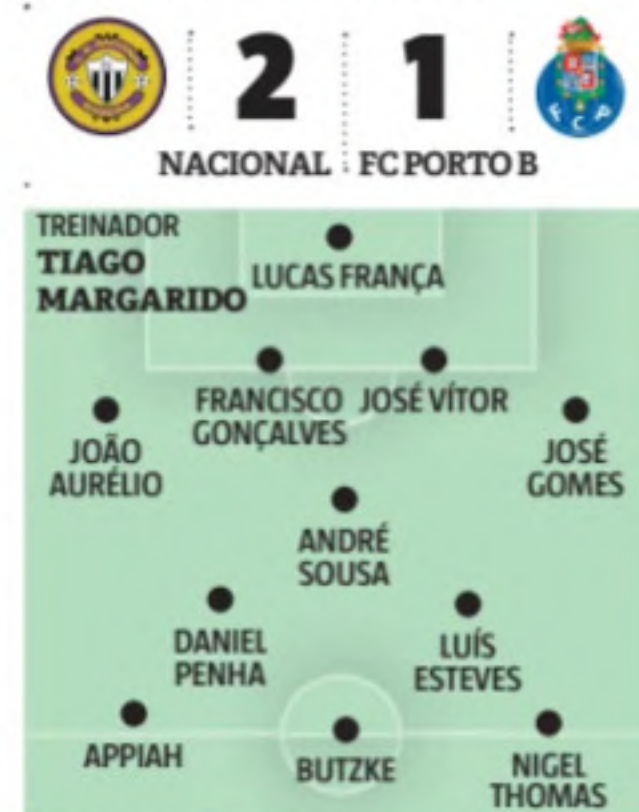 2 1
NACIONAL FC PORTO B
FCP
TREINADOR
TIAGO
MARGARIDO
LUCAS FRANÇA
FRANCISCO
GONÇALVES
JOSÉ VÍTOR
JOÃO
AURÉLIO
JOSÉ
GOMES
ANDRÉ
SOUSA
DANIEL
PENHA
LUÍS
ESTEVES
APPIAH
BUTZKE
NIGEL
THOMAS